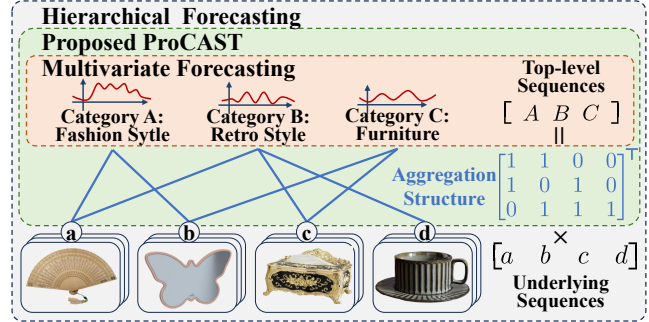 Hierarchical Forecasting
Proposed ProCAST
Multivariate Forecasting
Category A:
Fashion Sytle
Category B:
Retro Style
Category C:
Furniture
Top-level
Sequences
[ A B C ]
=
Aggregation
Structure
[1 1 0 0
1 0 1 0
0 1 1 1]⊤
×
a
b
c
d
[a b c d]
Underlying
Sequences